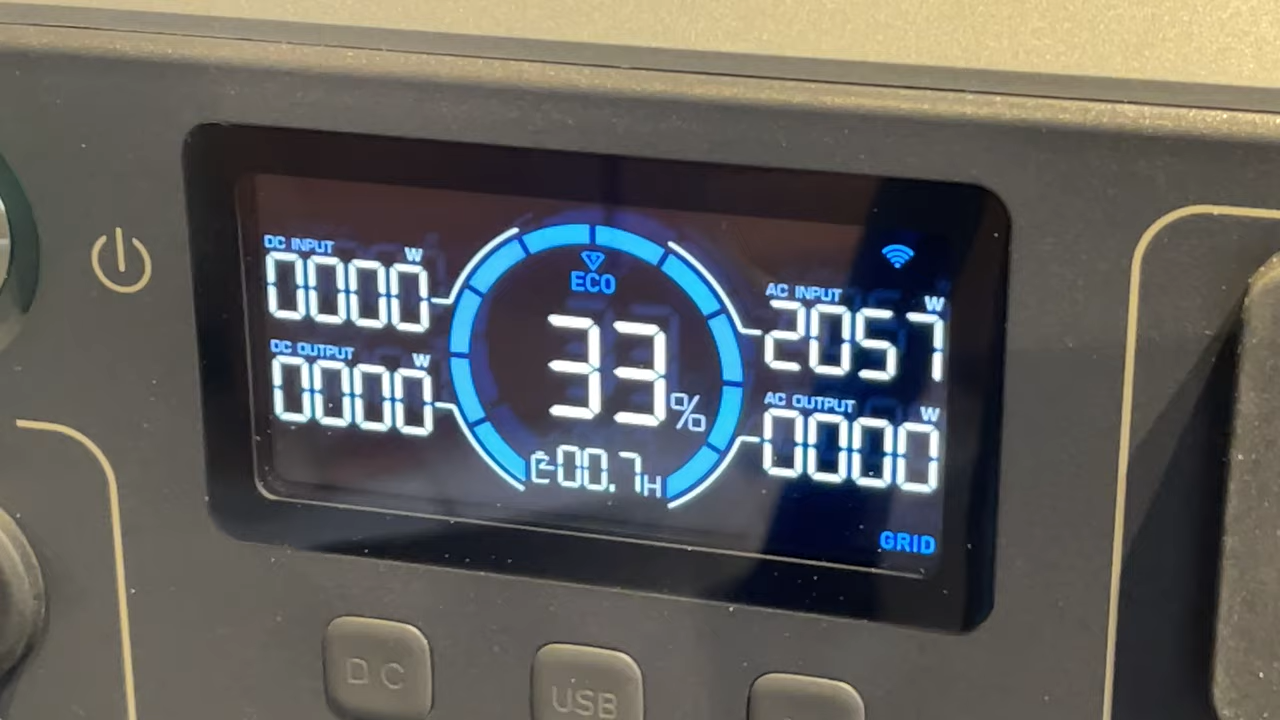 DC INPUT W
0000
DC OUTPUT W
0000
ECO
33%
00.7H
AC INPUT W
2057
AC OUTPUT W
0000
GRID
DC
USB